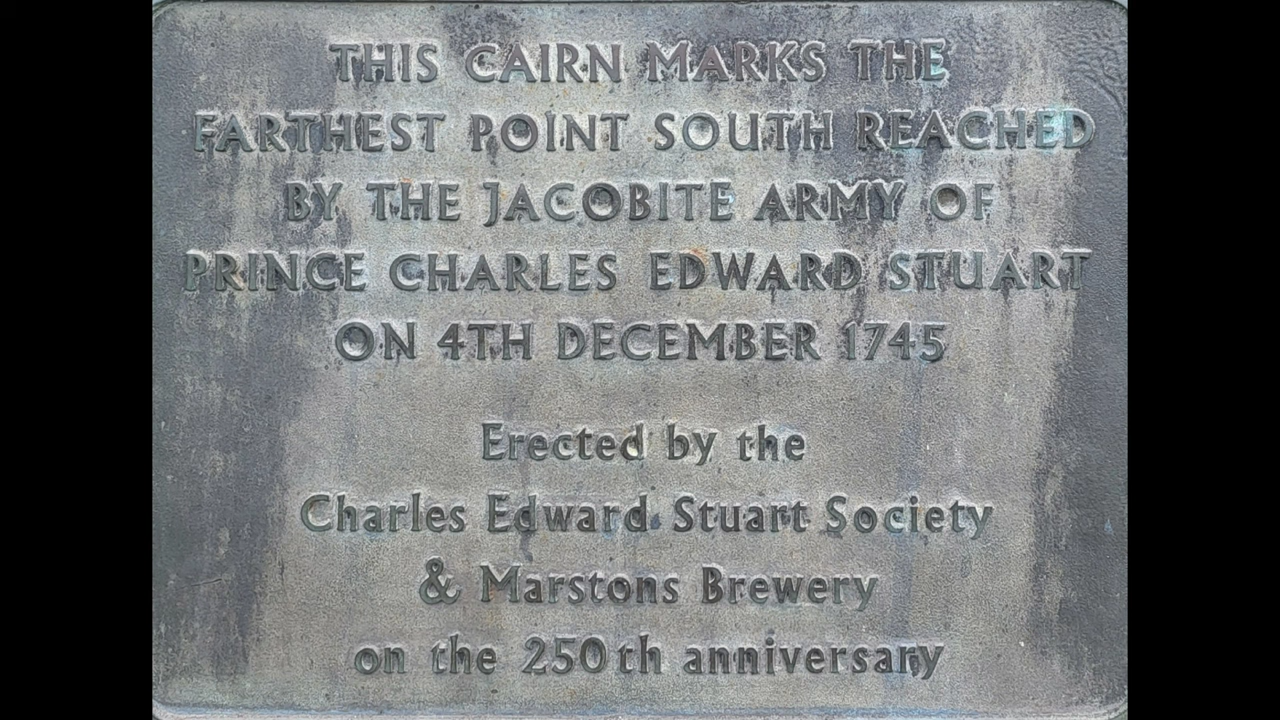 THIS CAIRN MARKS THE
FARTHEST POINT SOUTH REACHED
BY THE JACOBITE ARMY OF
PRINCE CHARLES EDWARD STUART
ON 4TH DECEMBER 1745
Erected by the
Charles Edward Stuart Society
& Marstons Brewery
on the 250th anniversary